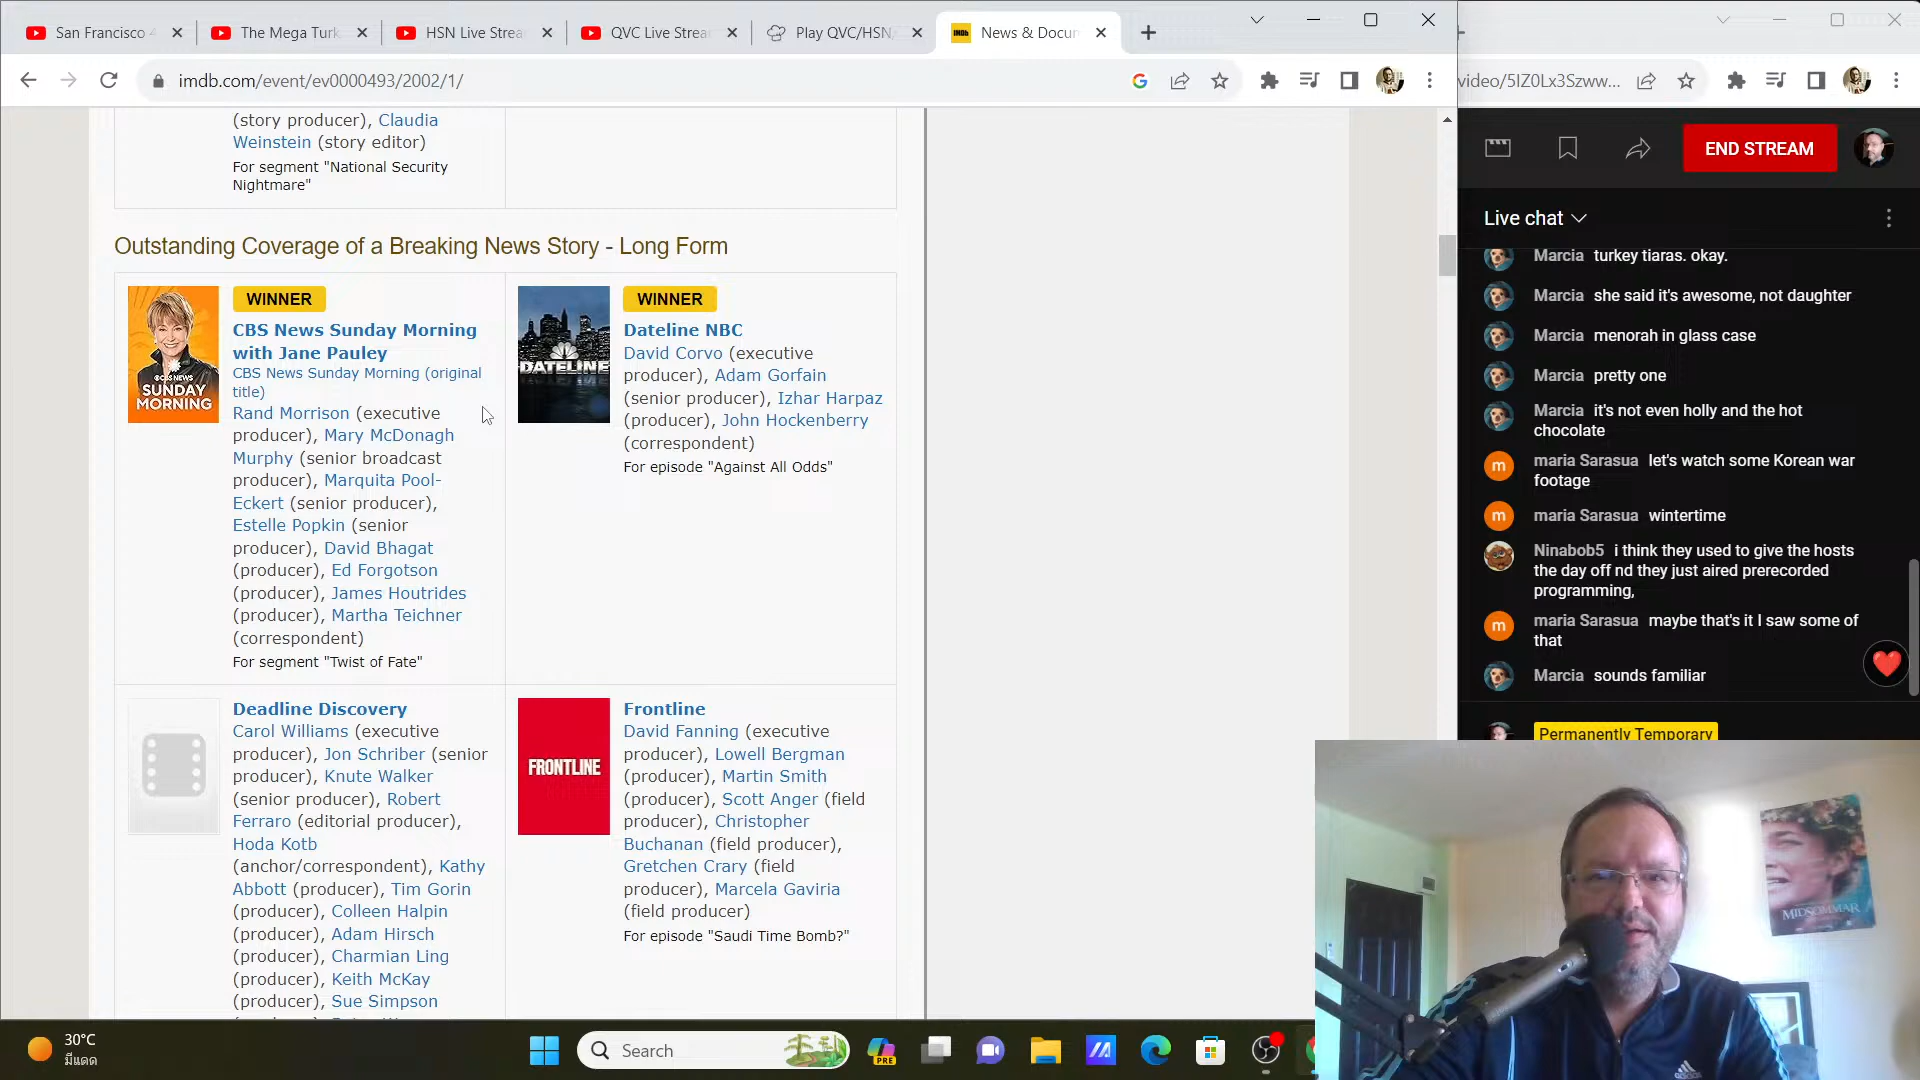 San Francisco 4
The Mega Turk
HSN Live Strea
QVC Live Strea
Play QVC/HSN,
News & Docum
imdb.com/event/ev0000493/2002/1/
video/5IZ0Lx3Szww...
(story producer), Claudia
Weinstein (story editor)
For segment "National Security
Nightmare"
Outstanding Coverage of a Breaking News Story - Long Form
WINNER
CBS News Sunday Morning
with Jane Pauley
CBS News Sunday Morning (original
title)
Rand Morrison (executive
producer), Mary McDonagh
Murphy (senior broadcast
producer), Marquita Pool-
Eckert (senior producer),
Estelle Popkin (senior
producer), David Bhagat
(producer), Ed Forgotson
(producer), James Houtrides
(producer), Martha Teichner
(correspondent)
For segment "Twist of Fate"
CBS NEWS
SUNDAY
MORNING
WINNER
Dateline NBC
David Corvo (executive
producer), Adam Gorfain
(senior producer), Izhar Harpaz
(producer), John Hockenberry
(correspondent)
For episode "Against All Odds"
DATELINE
Deadline Discovery
Carol Williams (executive
producer), Jon Schriber (senior
producer), Knute Walker
(senior producer), Robert
Ferraro (editorial producer),
Hoda Kotb
(anchor/correspondent), Kathy
Abbott (producer), Tim Gorin
(producer), Colleen Halpin
(producer), Adam Hirsch
(producer), Charmian Ling
(producer), Keith McKay
(producer), Sue Simpson
FRONTLINE
Frontline
David Fanning (executive
producer), Lowell Bergman
(producer), Martin Smith
(producer), Scott Anger (field
producer), Christopher
Buchanan (field producer),
Gretchen Crary (field
producer), Marcela Gaviria
(field producer)
For episode "Saudi Time Bomb?"
END STREAM
Live chat
Marcia turkey tiaras. okay.
Marcia she said it's awesome, not daughter
Marcia menorah in glass case
Marcia pretty one
Marcia it's not even holly and the hot
chocolate
maria Sarasua let's watch some Korean war
footage
maria Sarasua wintertime
Ninabob5 i think they used to give the hosts
the day off nd they just aired prerecorded
programming,
maria Sarasua maybe that's it I saw some of
that
Marcia sounds familiar
Permanently Temporary
MIDSOMMAR
adidas
30°C
มีแดด
Search
PRE